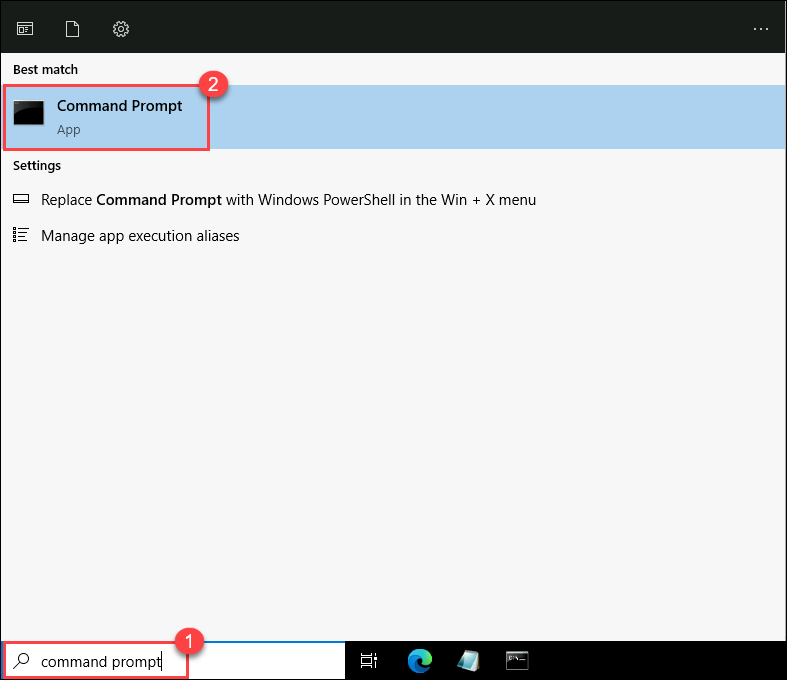 Best match
2
Command Prompt
App
Settings
Replace Command Prompt with Windows PowerShell in the Win + X menu
Manage app execution aliases
1
command prompt